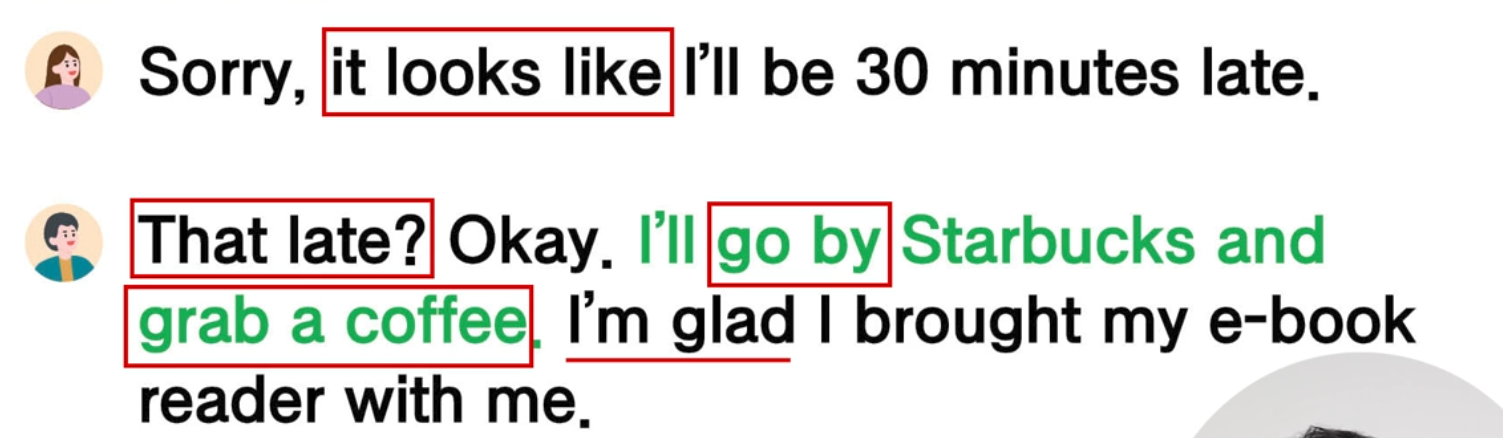 Sorry, it looks like I'll be 30 minutes late.
That late? Okay. I'll go by Starbucks and
grab a coffee. I'm glad I brought my e-book
reader with me.